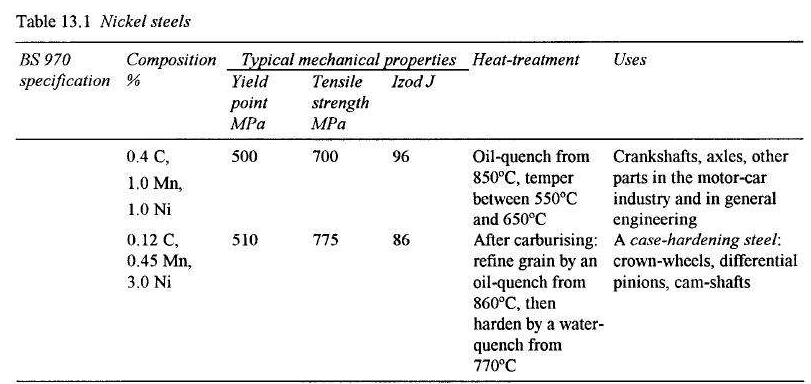 Table 13.1 Nickel steels
BS 970 Composition Typical mechanical properties Heat-treatment Uses
specification % Yield Tensile Izod J
point strength
MPa MPa
0.4 C, 500 700 96 Oil-quench from Crankshafts, axles, other
1.0 Mn, 850°C, temper parts in the motor-car
between 550°C industry and in general
1.0 Ni and 650°C engineering
0.12 C, 510 775 86 After carburising: A case-hardening steel:
0.45 Mn, refine grain by an crown-wheels, differential
3.0 Ni oil-quench from pinions, cam-shafts
860°C, then
harden by a water-
quench from
770°C